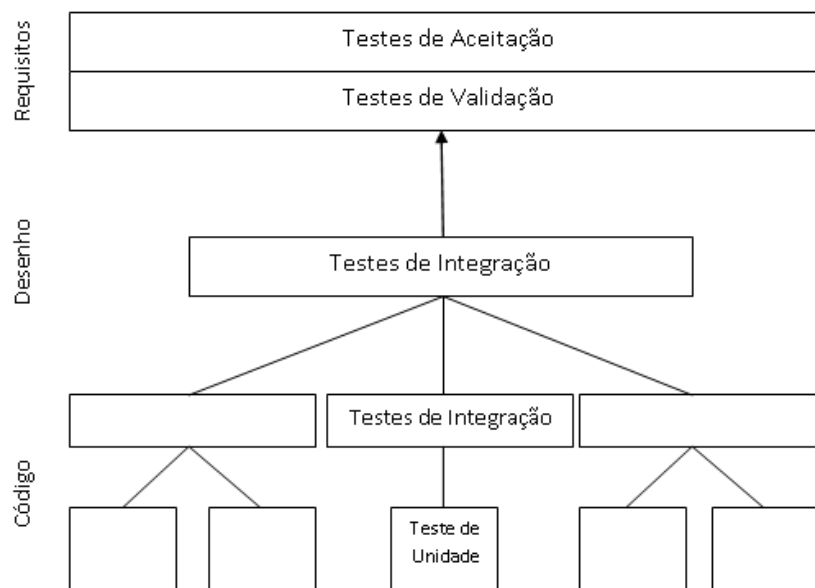 Requisitos
Testes de Aceitação
Testes de Validação
Desenho
Testes de Integração
Código
Testes de Integração
Teste de
Unidade